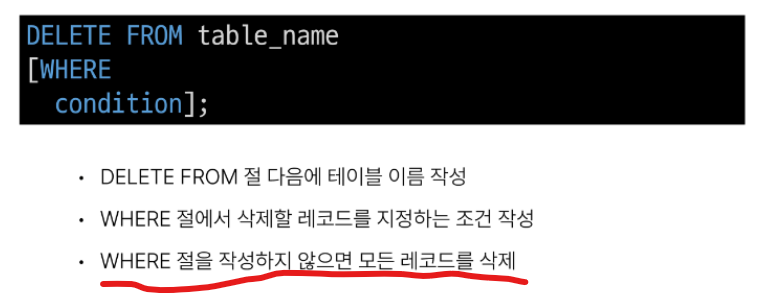 DELETE FROM table_name
[WHERE
condition];
• DELETE FROM 절 다음에 테이블 이름 작성
• WHERE 절에서 삭제할 레코드를 지정하는 조건 작성
• WHERE 절을 작성하지 않으면 모든 레코드를 삭제